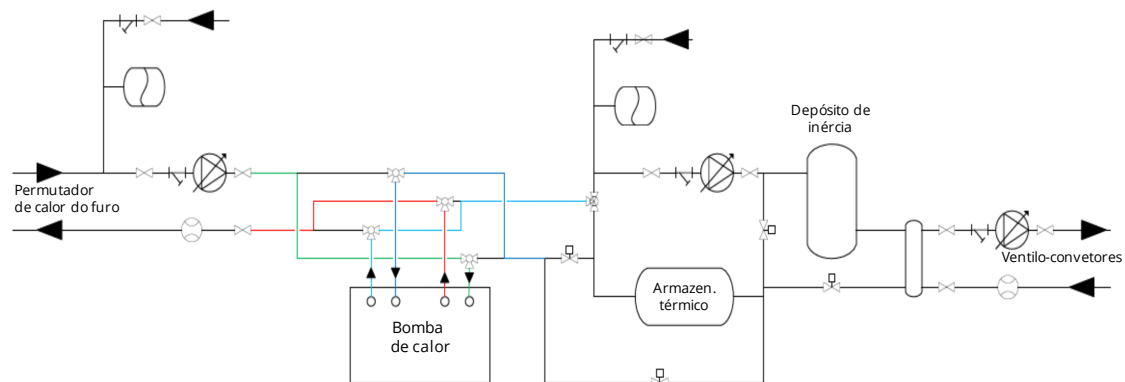 Depósito de
inércia
Permutador
de calor do furo
Ventilo-convetores
Armazen.
térmico
Bomba
de calor